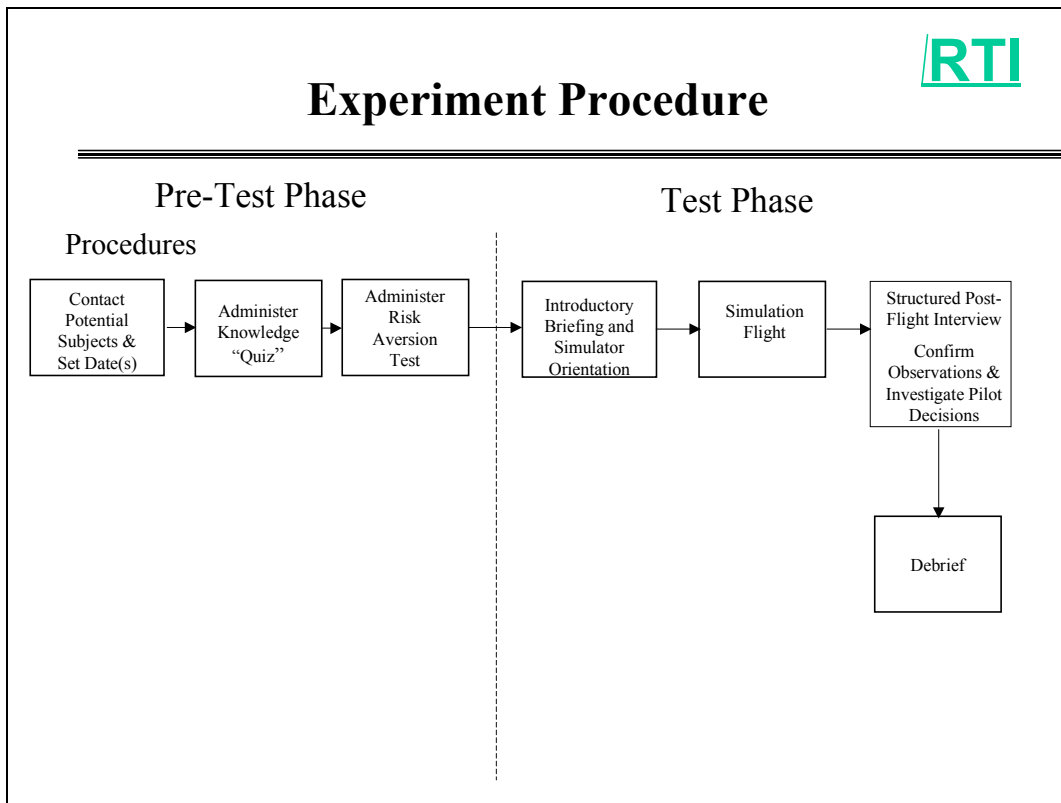 RTI
Experiment Procedure
Pre-Test Phase
Test Phase
Procedures
Contact
Potential
Subjects &
Set Date(s)
Administer
Knowledge
“Quiz”
Administer
Risk
Aversion
Test
Introductory
Briefing and
Simulator
Orientation
Simulation
Flight
Structured Post-
Flight Interview
Confirm
Observations &
Investigate Pilot
Decisions
Debrief